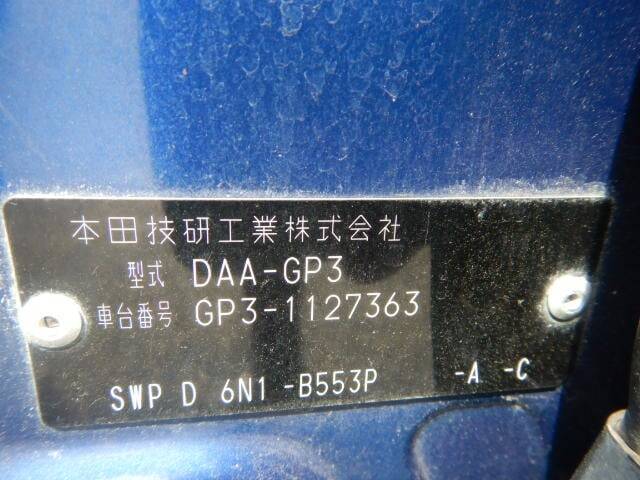 本田技研工業株式会社
型式 DAA-GP3
車台番号 GP3-1127363
SWP D 6N1 -B553P -A -C